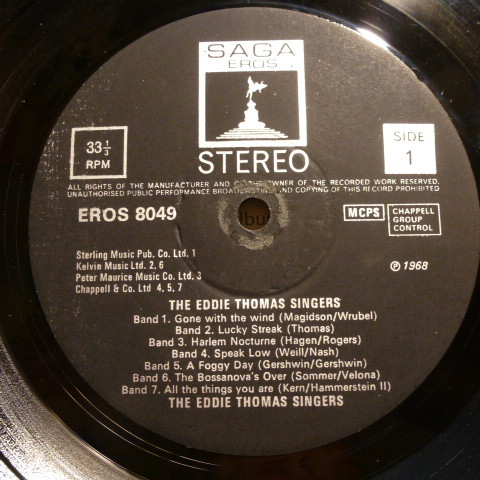 SAGA
EROS
33⅓
RPM
STEREO
SIDE
1
ALL RIGHTS OF THE MANUFACTURER AND OF THE OWNER OF THE RECORDED WORK RESERVED.
UNAUTHORISED PUBLIC PERFORMANCE BROADCASTING AND COPYING OF THIS RECORD PROHIBITED
EROS 8049
MCPS
CHAPPELL
GROUP
CONTROL
Sterling Music Pub. Co. Ltd. 1
Kelvin Music Ltd. 2, 6
Peter Maurice Music Co. Ltd. 3
Chappell & Co. Ltd 4, 5, 7
℗ 1968
THE EDDIE THOMAS SINGERS
Band 1. Gone with the wind (Magidson/Wrubel)
Band 2. Lucky Streak (Thomas)
Band 3. Harlem Nocturne (Hagen/Rogers)
Band 4. Speak Low (Weill/Nash)
Band 5. A Foggy Day (Gershwin/Gershwin)
Band 6. The Bossanova's Over (Sommer/Velona)
Band 7. All the things you are (Kern/Hammerstein II)
THE EDDIE THOMAS SINGERS